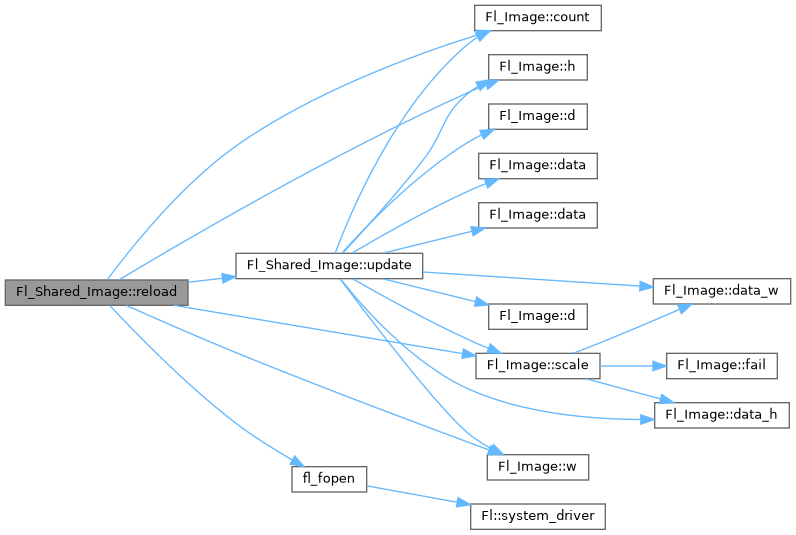 Fl_Image::count
Fl_Image::h
Fl_Image::d
Fl_Image::data
Fl_Image::data
Fl_Shared_Image::update
Fl_Shared_Image::reload
Fl_Image::data_w
Fl_Image::d
Fl_Image::scale
Fl_Image::fail
Fl_Image::data_h
Fl_Image::w
fl_fopen
Fl::system_driver